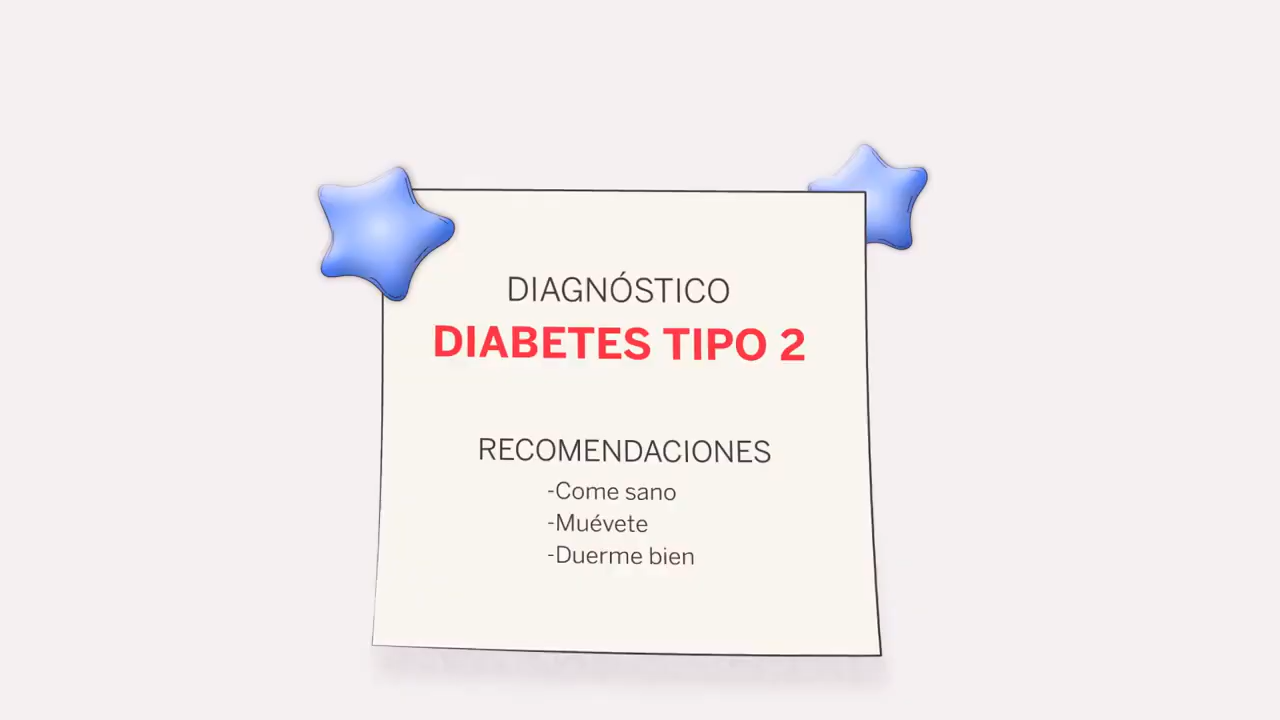 DIAGNÓSTICO
DIABETES TIPO 2
RECOMENDACIONES
-Come sano
-Muévete
-Duerme bien